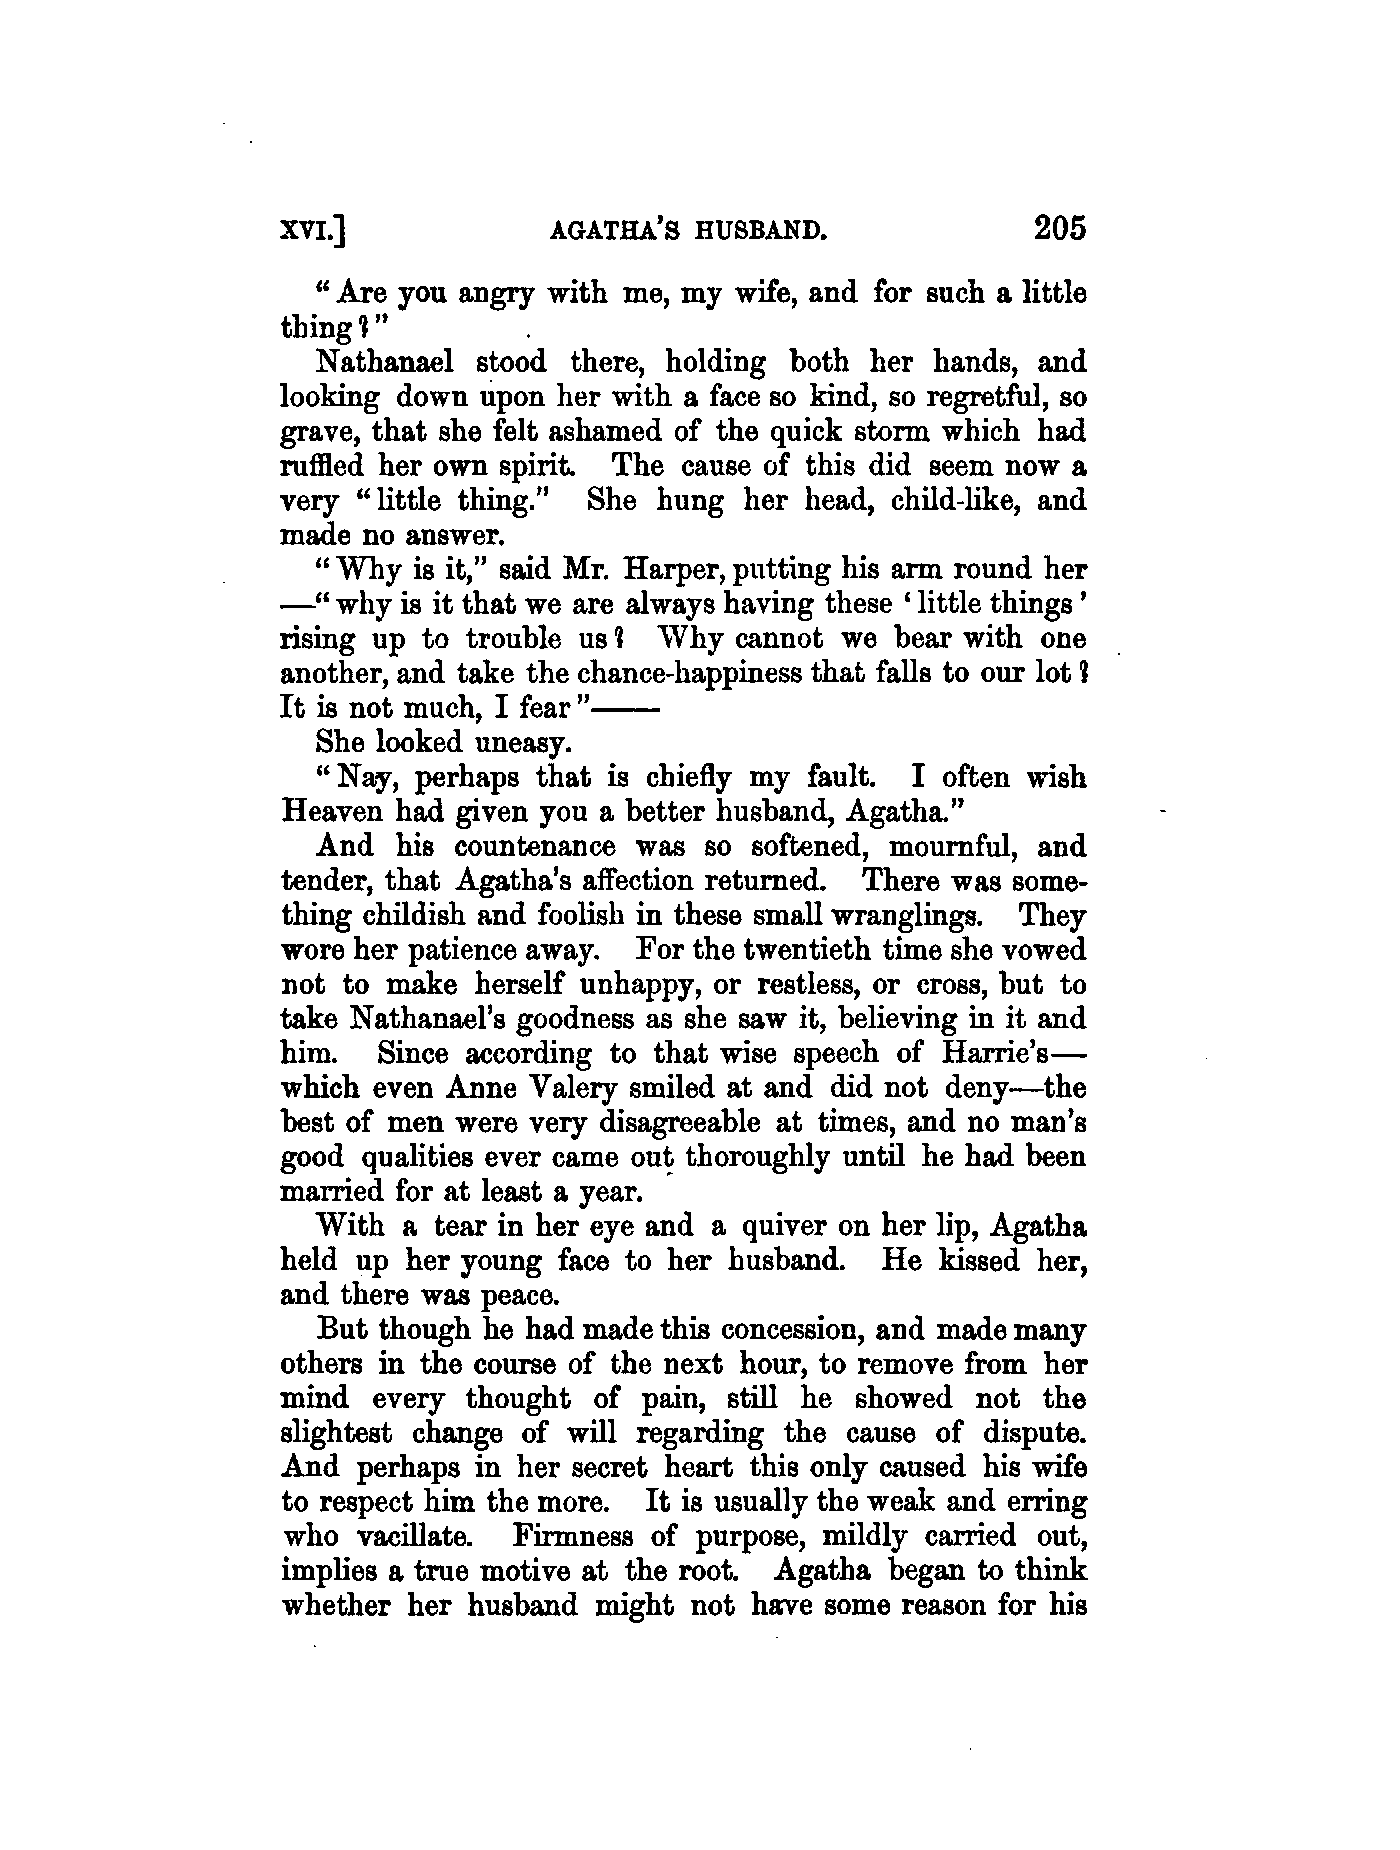 XVI.] AGATHA'S HUSBAND. 205
"Are you angry with me, my wife, and for such a little
thing?"
Nathanael stood there, holding both her hands, and
looking down upon her with a face so kind, so regretful, so
grave, that she felt ashamed of the quick storm which had
ruffled her own spirit. The cause of this did seem now a
very "little thing." She hung her head, child-like, and
made no answer.
"Why is it," said Mr. Harper, putting his arm round her
—"why is it that we are always having these 'little things'
rising up to trouble us? Why cannot we bear with one
another, and take the chance-happiness that falls to our lot?
It is not much, I fear"——
She looked uneasy.
"Nay, perhaps that is chiefly my fault. I often wish
Heaven had given you a better husband, Agatha."
And his countenance was so softened, mournful, and
tender, that Agatha's affection returned. There was some-
thing childish and foolish in these small wranglings. They
wore her patience away. For the twentieth time she vowed
not to make herself unhappy, or restless, or cross, but to
take Nathanael's goodness as she saw it, believing in it and
him. Since according to that wise speech of Harrie's—
which even Anne Valery smiled at and did not deny—the
best of men were very disagreeable at times, and no man's
good qualities ever came out thoroughly until he had been
married for at least a year.
With a tear in her eye and a quiver on her lip, Agatha
held up her young face to her husband. He kissed her,
and there was peace.
But though he had made this concession, and made many
others in the course of the next hour, to remove from her
mind every thought of pain, still he showed not the
slightest change of will regarding the cause of dispute.
And perhaps in her secret heart this only caused his wife
to respect him the more. It is usually the weak and erring
who vacillate. Firmness of purpose, mildly carried out,
implies a true motive at the root. Agatha began to think
whether her husband might not have some reason for his